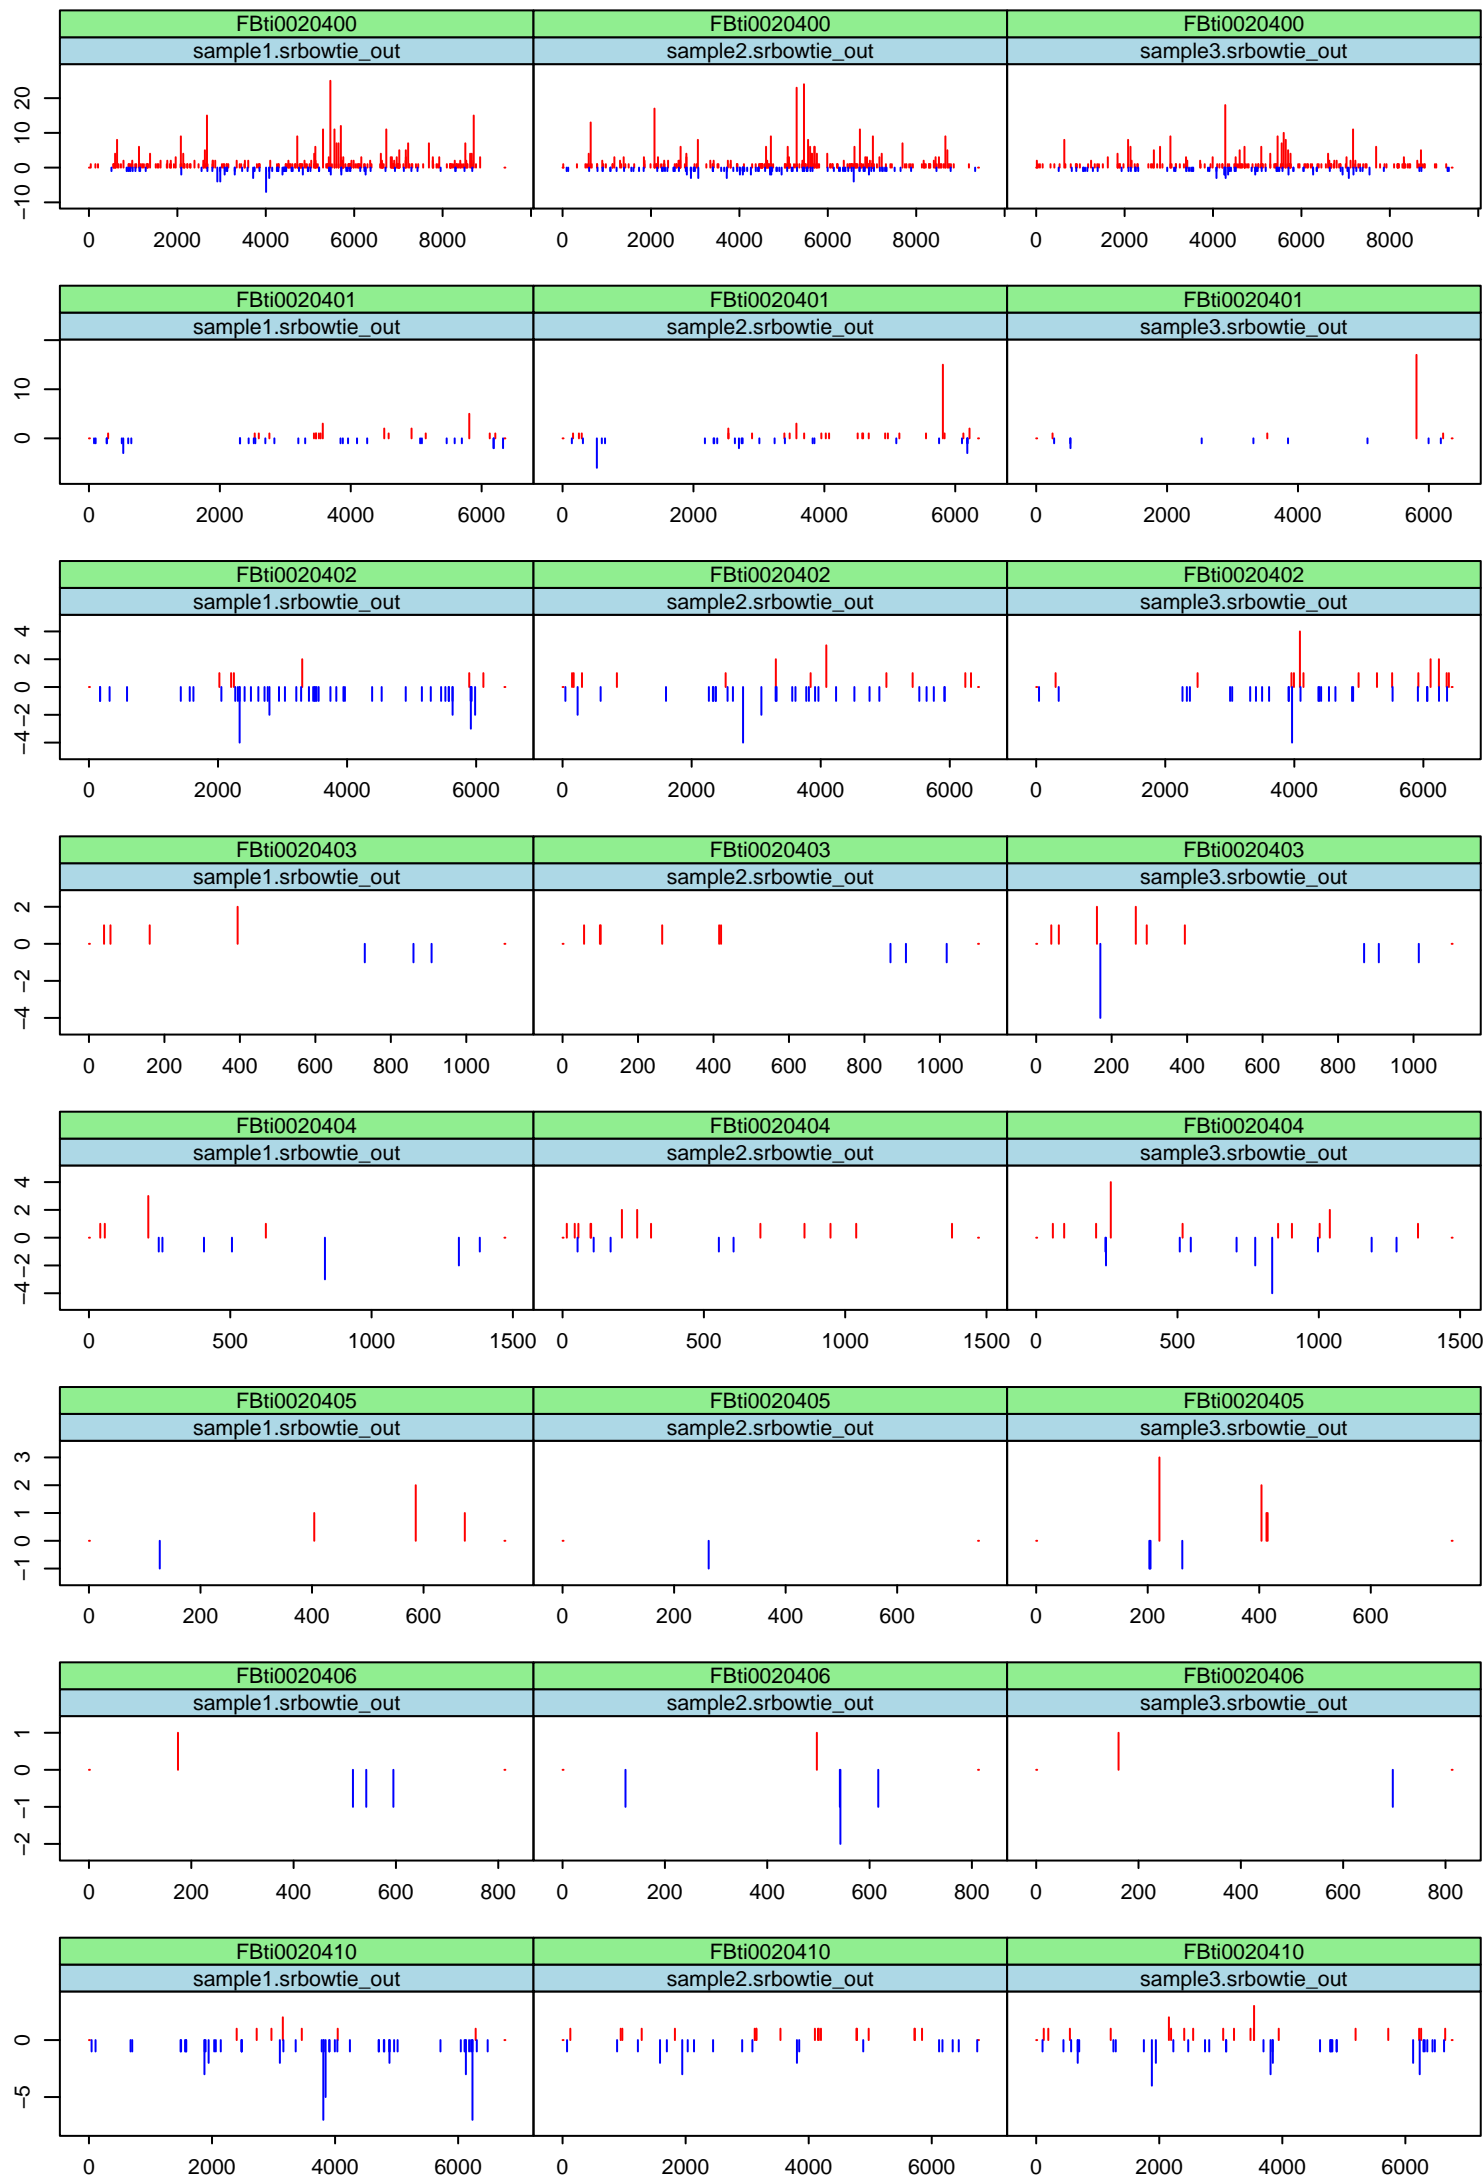 FBti0020400 FBti0020400 FBti0020400
sample1.srbowtie_out sample2.srbowtie_out sample3.srbowtie_out
20
10
0
−10
0 2000 4000 6000 8000 0 2000 4000 6000 8000 0 2000 4000 6000 8000
FBti0020401 FBti0020401 FBti0020401
sample1.srbowtie_out sample2.srbowtie_out sample3.srbowtie_out
10
0
0 2000 4000 6000 0 2000 4000 6000 0 2000 4000 6000
FBti0020402 FBti0020402 FBti0020402
sample1.srbowtie_out sample2.srbowtie_out sample3.srbowtie_out
4
2
0
−2
−4
0 2000 4000 6000 0 2000 4000 6000 0 2000 4000 6000
FBti0020403 FBti0020403 FBti0020403
sample1.srbowtie_out sample2.srbowtie_out sample3.srbowtie_out
2
0
−2
−4
0 200 400 600 800 1000 0 200 400 600 800 1000 0 200 400 600 800 1000
FBti0020404 FBti0020404 FBti0020404
sample1.srbowtie_out sample2.srbowtie_out sample3.srbowtie_out
4
2
0
−2
−4
0 500 1000 1500 0 500 1000 1500 0 500 1000 1500
FBti0020405 FBti0020405 FBti0020405
sample1.srbowtie_out sample2.srbowtie_out sample3.srbowtie_out
3
2
1
0
−1
0 200 400 600 0 200 400 600 0 200 400 600
FBti0020406 FBti0020406 FBti0020406
sample1.srbowtie_out sample2.srbowtie_out sample3.srbowtie_out
1
0
−1
−2
0 200 400 600 800 0 200 400 600 800 0 200 400 600 800
FBti0020410 FBti0020410 FBti0020410
sample1.srbowtie_out sample2.srbowtie_out sample3.srbowtie_out
0
−5
0 2000 4000 6000 0 2000 4000 6000 0 2000 4000 6000